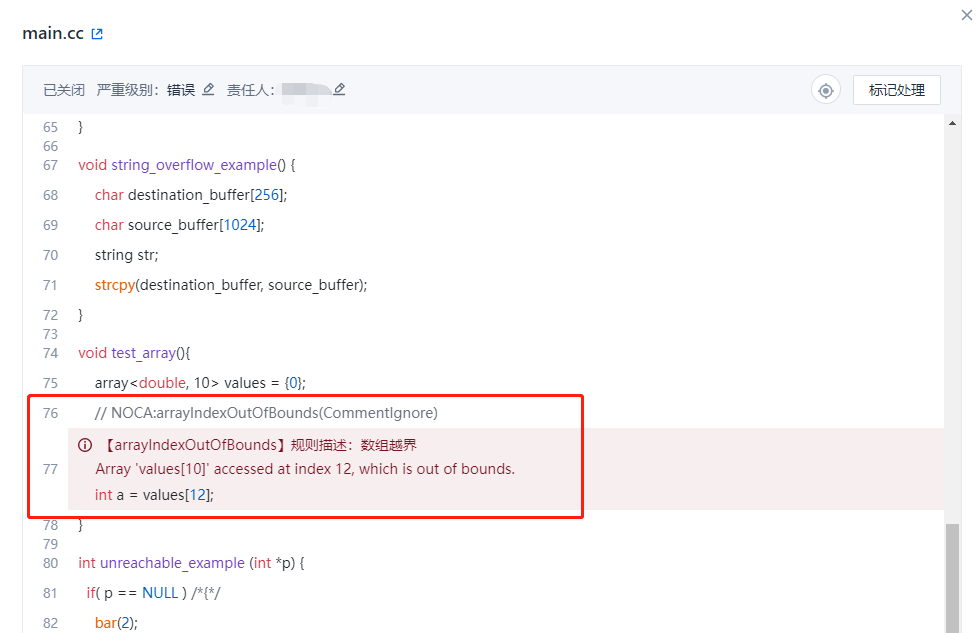 main.cc
已关闭 严重级别：错误 责任人：
标记处理
65 }
66
67 void string_overflow_example() {
68 char destination_buffer[256];
69 char source_buffer[1024];
70 string str;
71 strcpy(destination_buffer, source_buffer);
72 }
73
74 void test_array(){
75 array<double, 10> values = {0};
76 // NOCA:arrayIndexOutOfBounds(CommentIgnore)
【arrayIndexOutOfBounds】规则描述：数组越界
77 Array 'values[10]' accessed at index 12, which is out of bounds.
int a = values[12];
78 }
79
80 int unreachable_example (int *p) {
81 if( p == NULL ) /*{*/
82 bar(2);